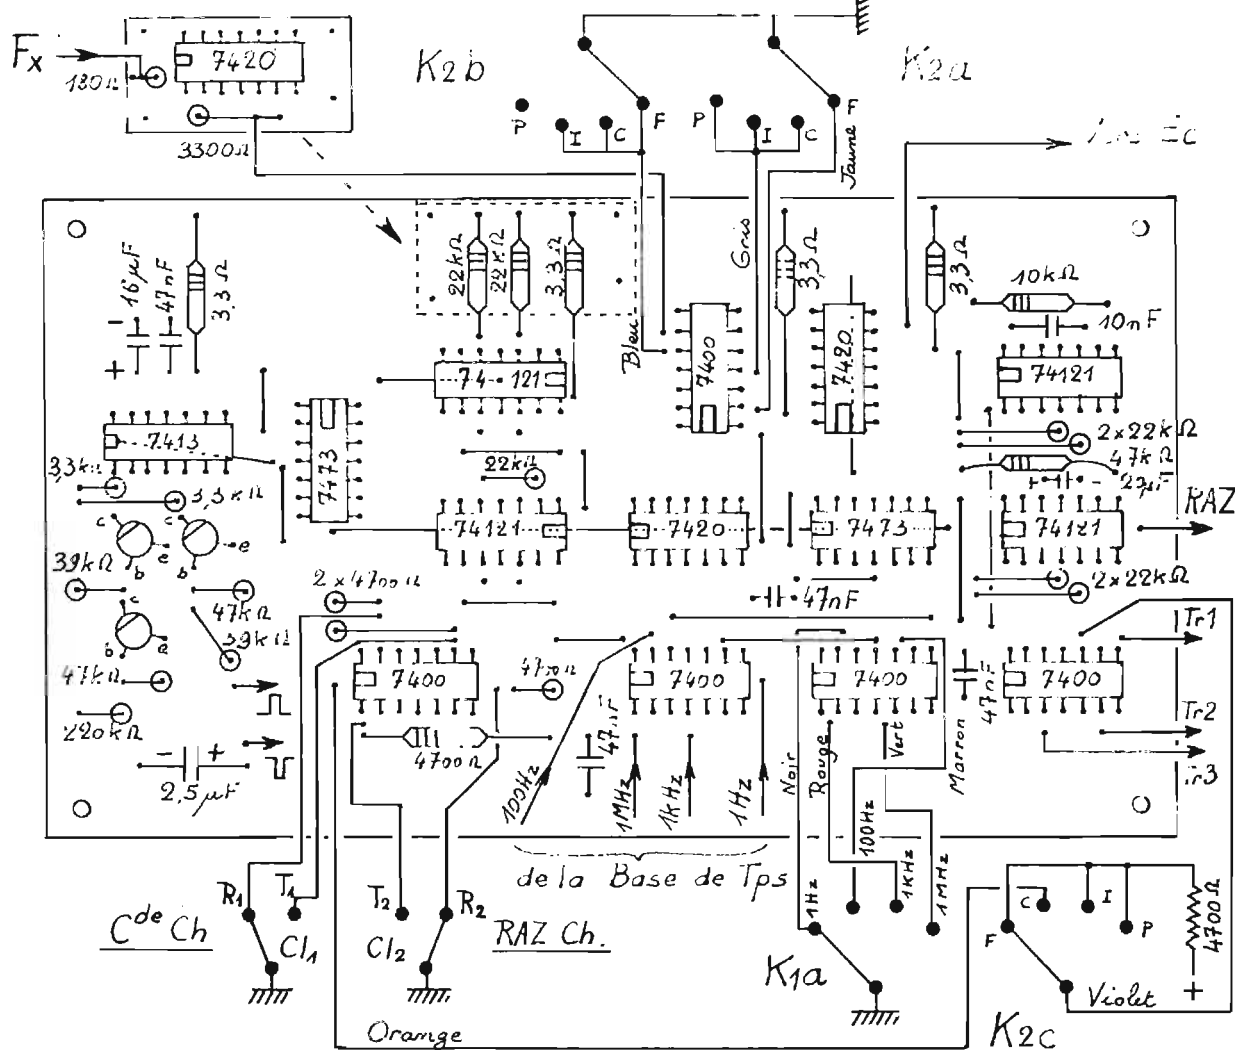 Fx
7420
180Ω
3300Ω
K2b
K2a
P
I
C
F
P
I
C
F
Jaune
Gris
Bleu
16µF
47nF
3,3Ω
22kΩ
22kΩ
3,3Ω
3,3Ω
3,3Ω
10kΩ
10nF
-
+
7413
7473
74121
7400
7420
74121
3,3kΩ
3,3kΩ
22kΩ
2x22kΩ
47kΩ
RAZ
c
c
e
e
b
b
74121
7420
7473
74121
39kΩ
2x4700Ω
47nF
2x22kΩ
c
b
e
47kΩ
39kΩ
Tr1
7400
4700Ω
7400
7400
47nF
7400
47kΩ
220kΩ
Tr2
Tr3
- +
2,5µF
4700Ω
47nF
100Hz
1MHz
1kHz
1Hz
Noir
Rouge
Vert
Marron
100Hz
1Hz
1KHz
1MHz
de la Base de Tps
R1
T1
T2
R2
Cde Ch
Cl1
Cl2
RAZ Ch.
K1a
F
C
I
P
4700Ω
+
Violet
K2c
Orange